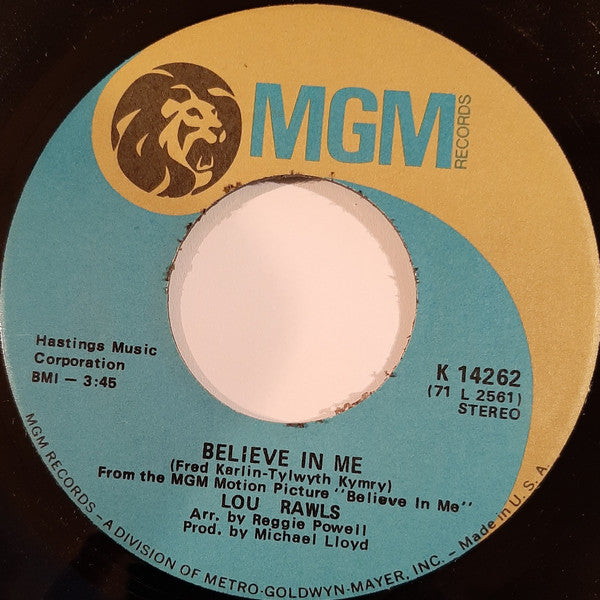 MGM
RECORDS
Hastings Music
Corporation
BMI – 3:45
K 14262
(71 L 2561)
STEREO
BELIEVE IN ME
(Fred Karlin-Tylwyth Kymry)
From the MGM Motion Picture "Believe In Me"
LOU RAWLS
Arr. by Reggie Powell
Prod. by Michael Lloyd
MGM RECORDS – A DIVISION OF METRO-GOLDWYN-MAYER, INC. – Made in U. S. A.